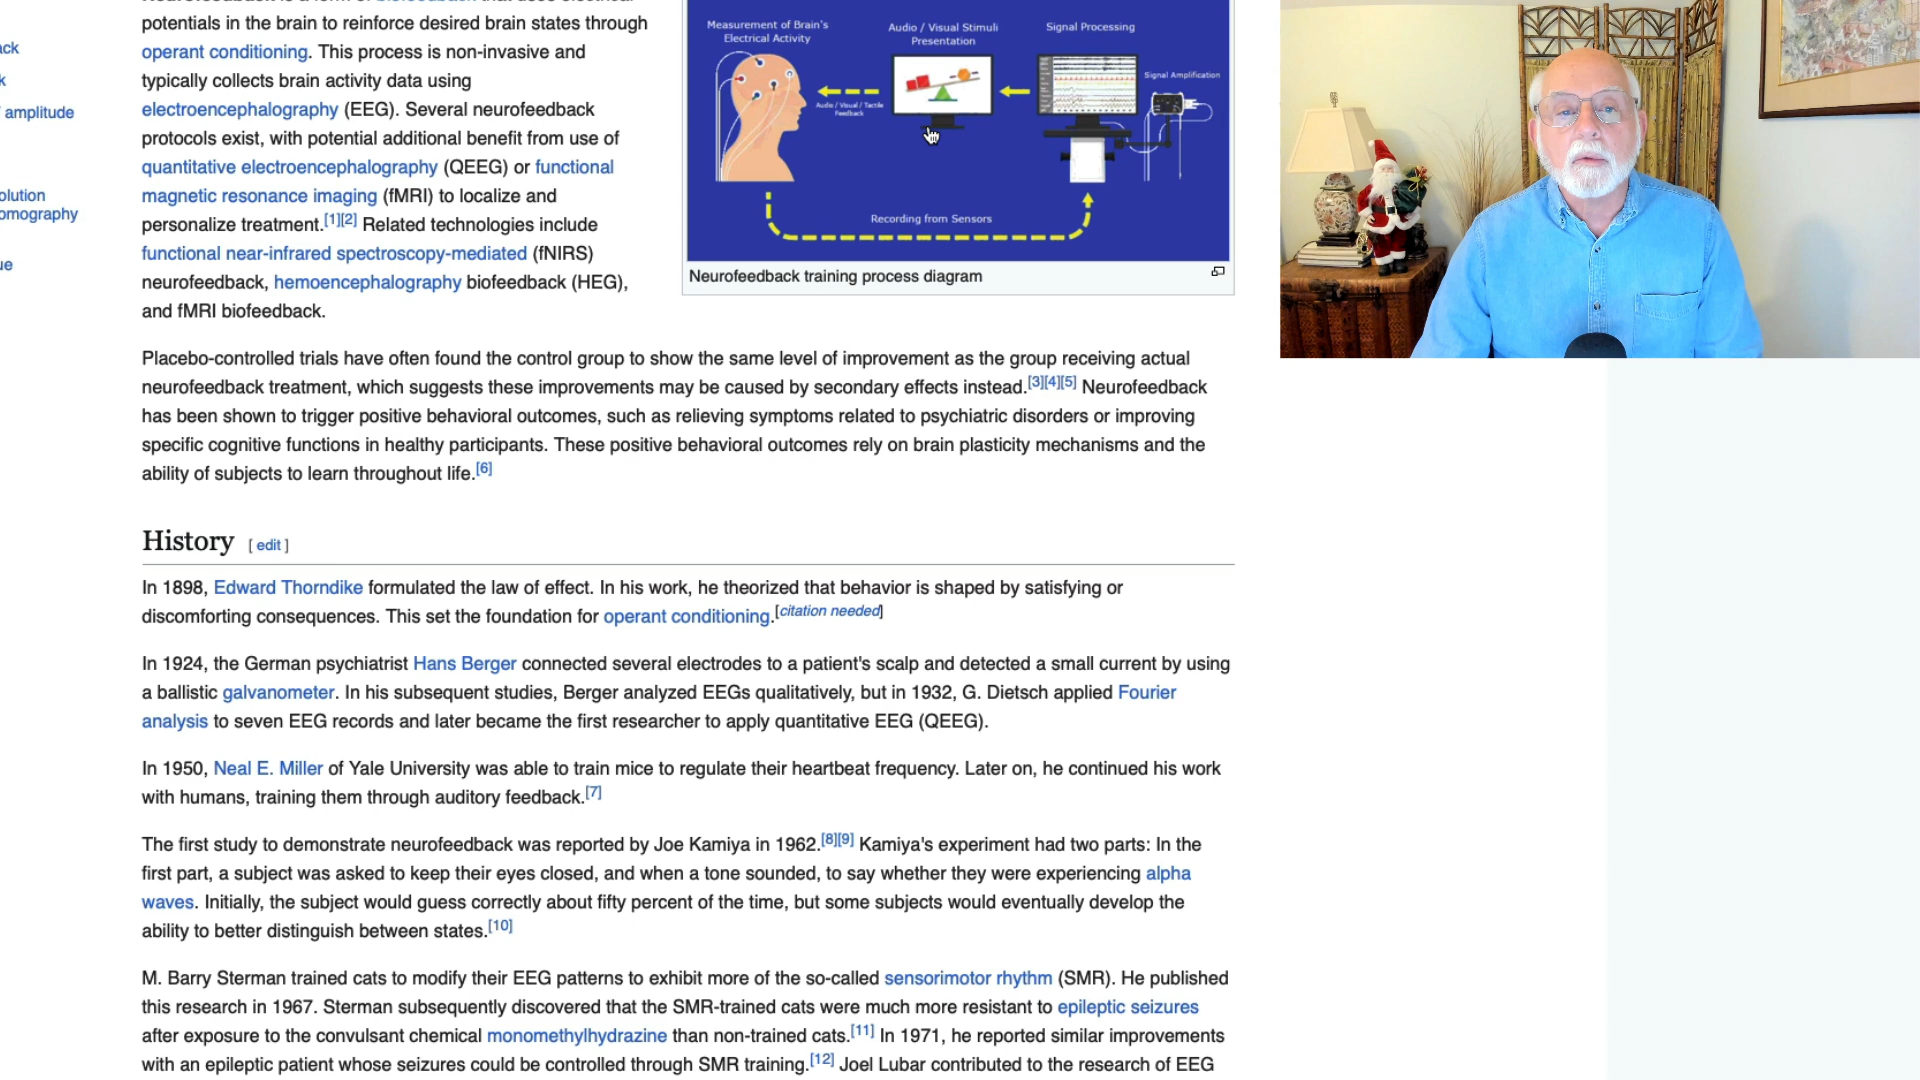 ack
k
amplitude
olution
omography
ue
potentials in the brain to reinforce desired brain states through
operant conditioning. This process is non-invasive and
typically collects brain activity data using
electroencephalography (EEG). Several neurofeedback
protocols exist, with potential additional benefit from use of
quantitative electroencephalography (QEEG) or functional
magnetic resonance imaging (fMRI) to localize and
personalize treatment.[1][2] Related technologies include
functional near-infrared spectroscopy-mediated (fNIRS)
neurofeedback, hemoencephalography biofeedback (HEG),
and fMRI biofeedback.
Measurement of Brain's
Electrical Activity
Audio / Visual Stimuli
Presentation
Signal Processing
Signal Amplification
Audio / Visual / Tactile
Feedback
Recording from Sensors
Neurofeedback training process diagram
Placebo-controlled trials have often found the control group to show the same level of improvement as the group receiving actual
neurofeedback treatment, which suggests these improvements may be caused by secondary effects instead.[3][4][5] Neurofeedback
has been shown to trigger positive behavioral outcomes, such as relieving symptoms related to psychiatric disorders or improving
specific cognitive functions in healthy participants. These positive behavioral outcomes rely on brain plasticity mechanisms and the
ability of subjects to learn throughout life.[6]
History [ edit ]
In 1898, Edward Thorndike formulated the law of effect. In his work, he theorized that behavior is shaped by satisfying or
discomforting consequences. This set the foundation for operant conditioning.[citation needed]
In 1924, the German psychiatrist Hans Berger connected several electrodes to a patient's scalp and detected a small current by using
a ballistic galvanometer. In his subsequent studies, Berger analyzed EEGs qualitatively, but in 1932, G. Dietsch applied Fourier
analysis to seven EEG records and later became the first researcher to apply quantitative EEG (QEEG).
In 1950, Neal E. Miller of Yale University was able to train mice to regulate their heartbeat frequency. Later on, he continued his work
with humans, training them through auditory feedback.[7]
The first study to demonstrate neurofeedback was reported by Joe Kamiya in 1962.[8][9] Kamiya's experiment had two parts: In the
first part, a subject was asked to keep their eyes closed, and when a tone sounded, to say whether they were experiencing alpha
waves. Initially, the subject would guess correctly about fifty percent of the time, but some subjects would eventually develop the
ability to better distinguish between states.[10]
M. Barry Sterman trained cats to modify their EEG patterns to exhibit more of the so-called sensorimotor rhythm (SMR). He published
this research in 1967. Sterman subsequently discovered that the SMR-trained cats were much more resistant to epileptic seizures
after exposure to the convulsant chemical monomethylhydrazine than non-trained cats.[11] In 1971, he reported similar improvements
with an epileptic patient whose seizures could be controlled through SMR training.[12] Joel Lubar contributed to the research of EEG